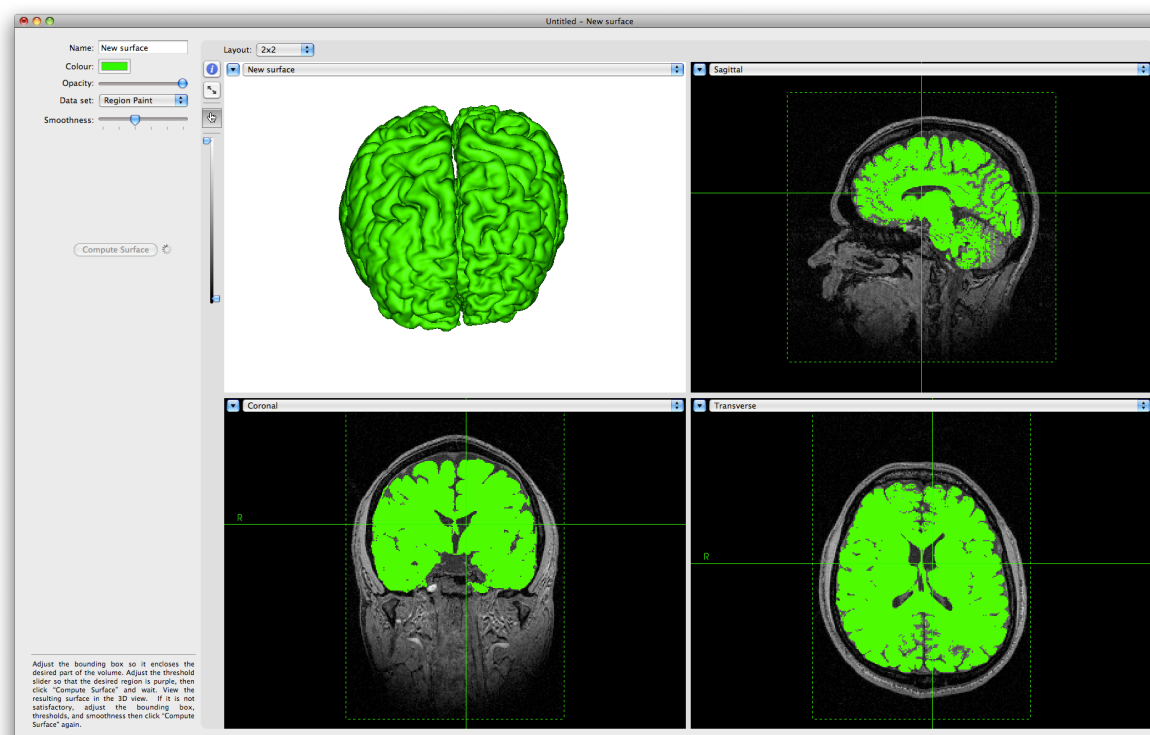 Untitled - New surface
Name: New surface
Colour:
Opacity:
Data set: Region Paint
Smoothness:
Compute Surface
Adjust the bounding box so it encloses the
desired part of the volume. Adjust the threshold
slider so that the desired region is purple, then
click "Compute Surface" and wait. View the
resulting surface in the 3D view. If it is not
satisfactory, adjust the bounding box,
thresholds, and smoothness then click "Compute
Surface" again.
Layout: 2x2
i
New surface
Sagittal
Coronal
R
Transverse
R